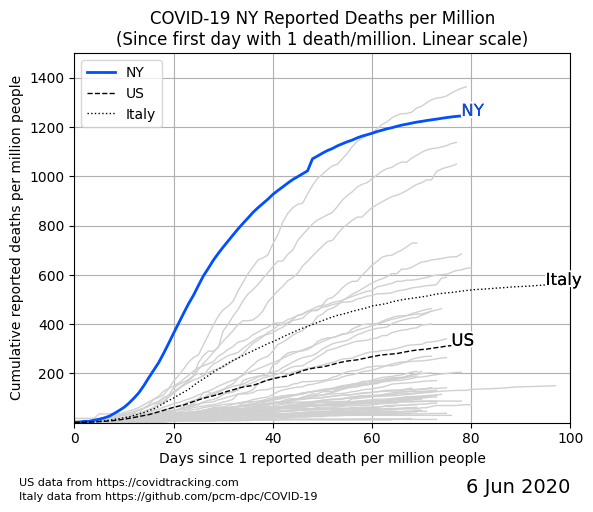 COVID-19 NY Reported Deaths per Million
(Since first day with 1 death/million. Linear scale)
Cumulative reported deaths per million people
1400
1200
1000
800
600
400
200
NY
US
Italy
NY
Italy
US
0
20
40
60
80
100
Days since 1 reported death per million people
US data from https://covidtracking.com
Italy data from https://github.com/pcm-dpc/COVID-19
6 Jun 2020